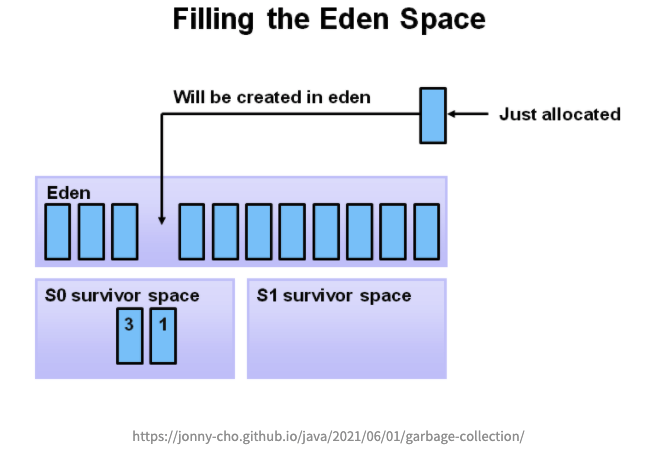 Filling the Eden Space
Will be created in eden
Just allocated
Eden
S0 survivor space
S1 survivor space
3
1
https://jonny-cho.github.io/java/2021/06/01/garbage-collection/